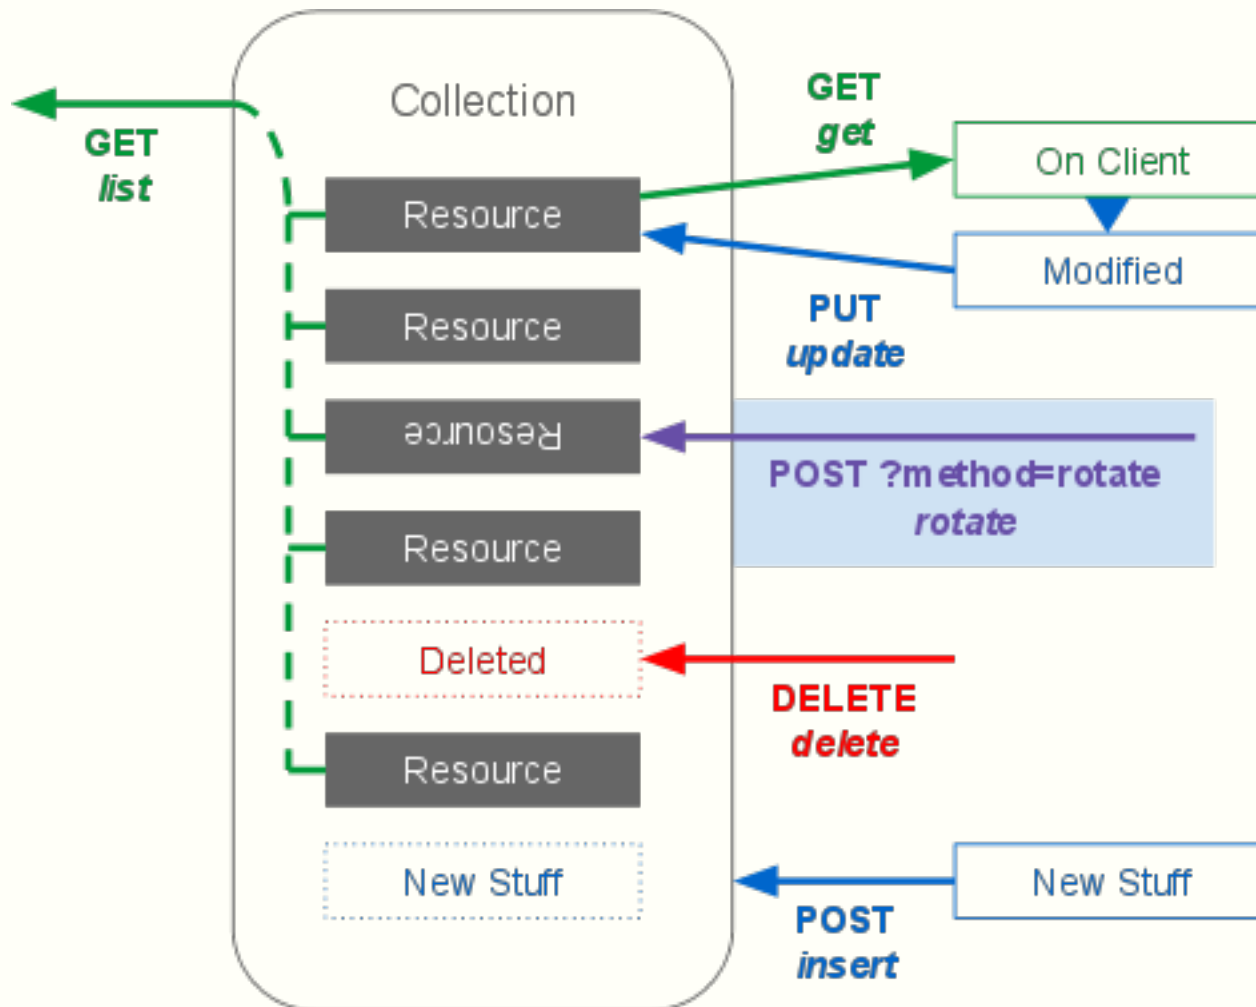 Collection
GET
list
GET
get
On Client
Resource
Modified
PUT
update
Resource
Resource
POST ?method=rotate
rotate
Resource
Deleted
DELETE
delete
Resource
New Stuff
New Stuff
POST
insert